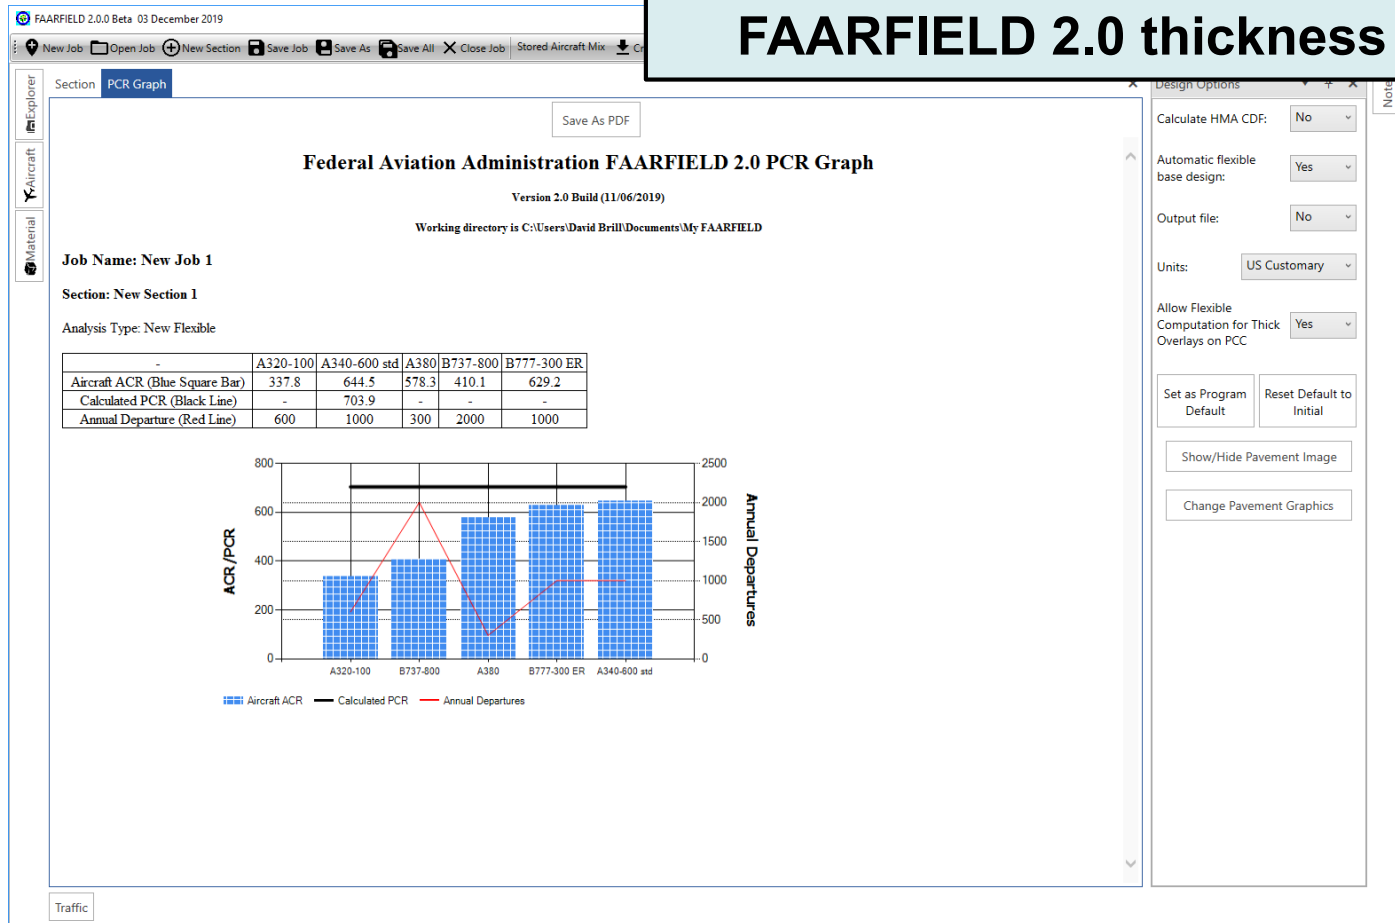 FAARFIELD 2.0.0 Beta 03 December 2019
FAARFIELD 2.0 thickness
New Job Open Job New Section Save Job Save As Save All Close Job Stored Aircraft Mix
Explorer
Aircraft
Material
Section PCR Graph
Design Options
Note
Save As PDF
Federal Aviation Administration FAARFIELD 2.0 PCR Graph
Version 2.0 Build (11/06/2019)
Working directory is C:\Users\David Brill\Documents\My FAARFIELD
Job Name: New Job 1
Section: New Section 1
Analysis Type: New Flexible
- A320-100 A340-600 std A380 B737-800 B777-300 ER
Aircraft ACR (Blue Square Bar) 337.8 644.5 578.3 410.1 629.2
Calculated PCR (Black Line) - 703.9 - - -
Annual Departure (Red Line) 600 1000 300 2000 1000
ACR/PCR
800
600
400
200
0
2500
2000
1500
1000
500
0
Annual Departures
A320-100 B737-800 A380 B777-300 ER A340-600 std
Aircraft ACR Calculated PCR Annual Departures
Calculate HMA CDF: No
Automatic flexible
base design: Yes
Output file: No
Units: US Customary
Allow Flexible
Computation for Thick Yes
Overlays on PCC
Set as Program
Default
Reset Default to
Initial
Show/Hide Pavement Image
Change Pavement Graphics
Traffic